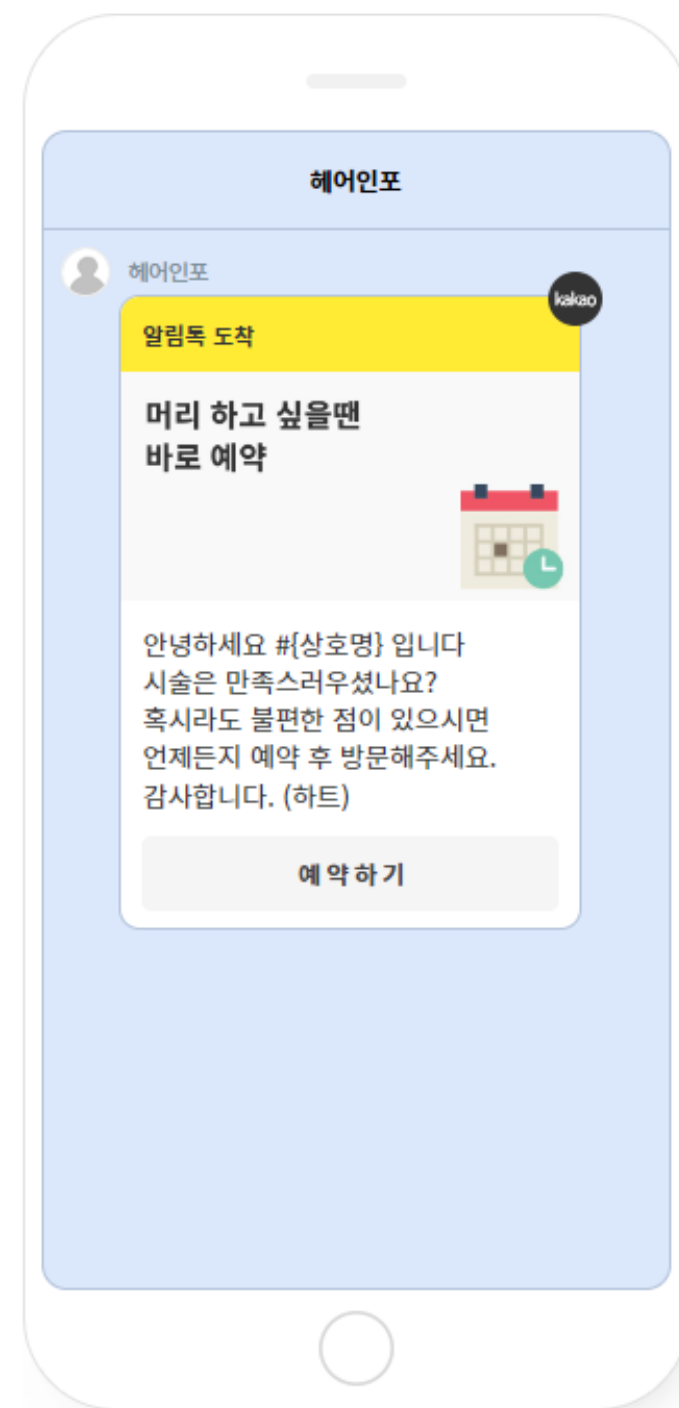 헤어인포
헤어인포
kakao
알림톡 도착
머리 하고 싶을땐
바로 예약
안녕하세요 #{상호명} 입니다
시술은 만족스러우셨나요?
혹시라도 불편한 점이 있으시면
언제든지 예약 후 방문해주세요.
감사합니다. (하트)
예약하기